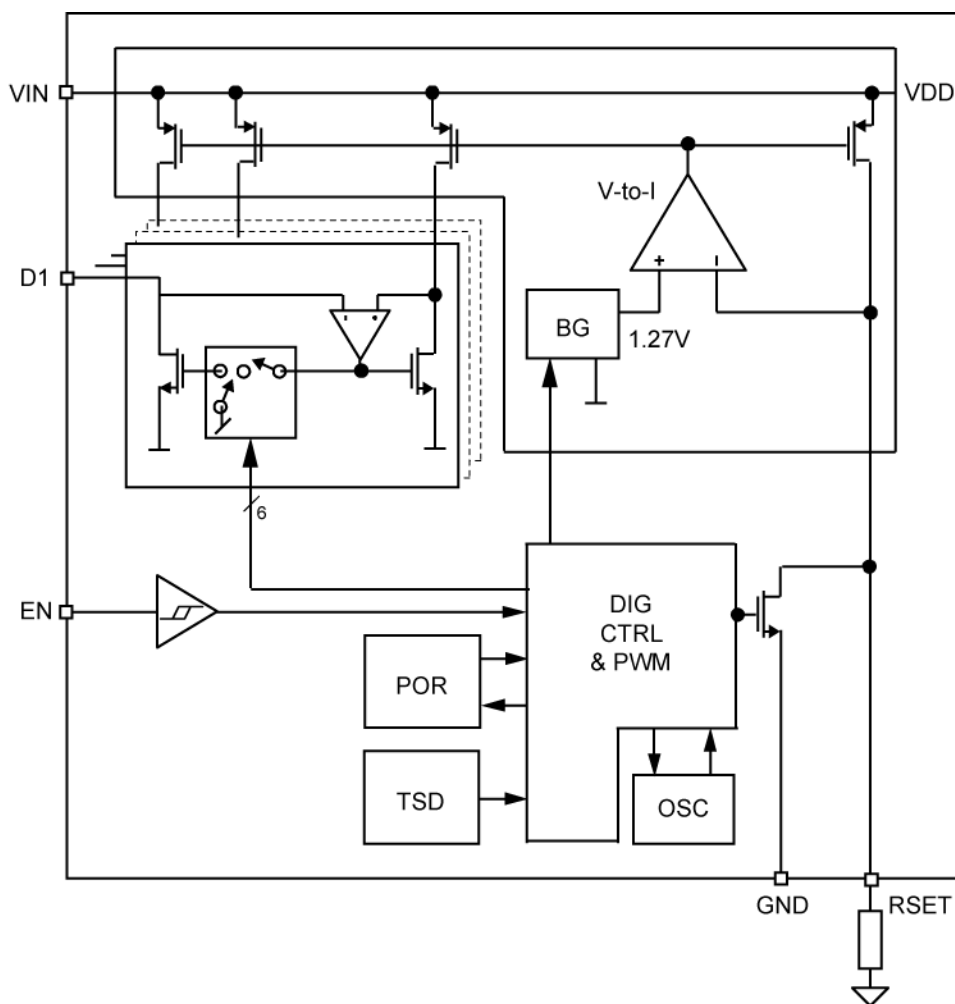 VIN
VDD
V-to-I
+
-
D1
-
+
BG
1.27V
6
EN
DIG
CTRL
& PWM
POR
TSD
OSC
GND
RSET